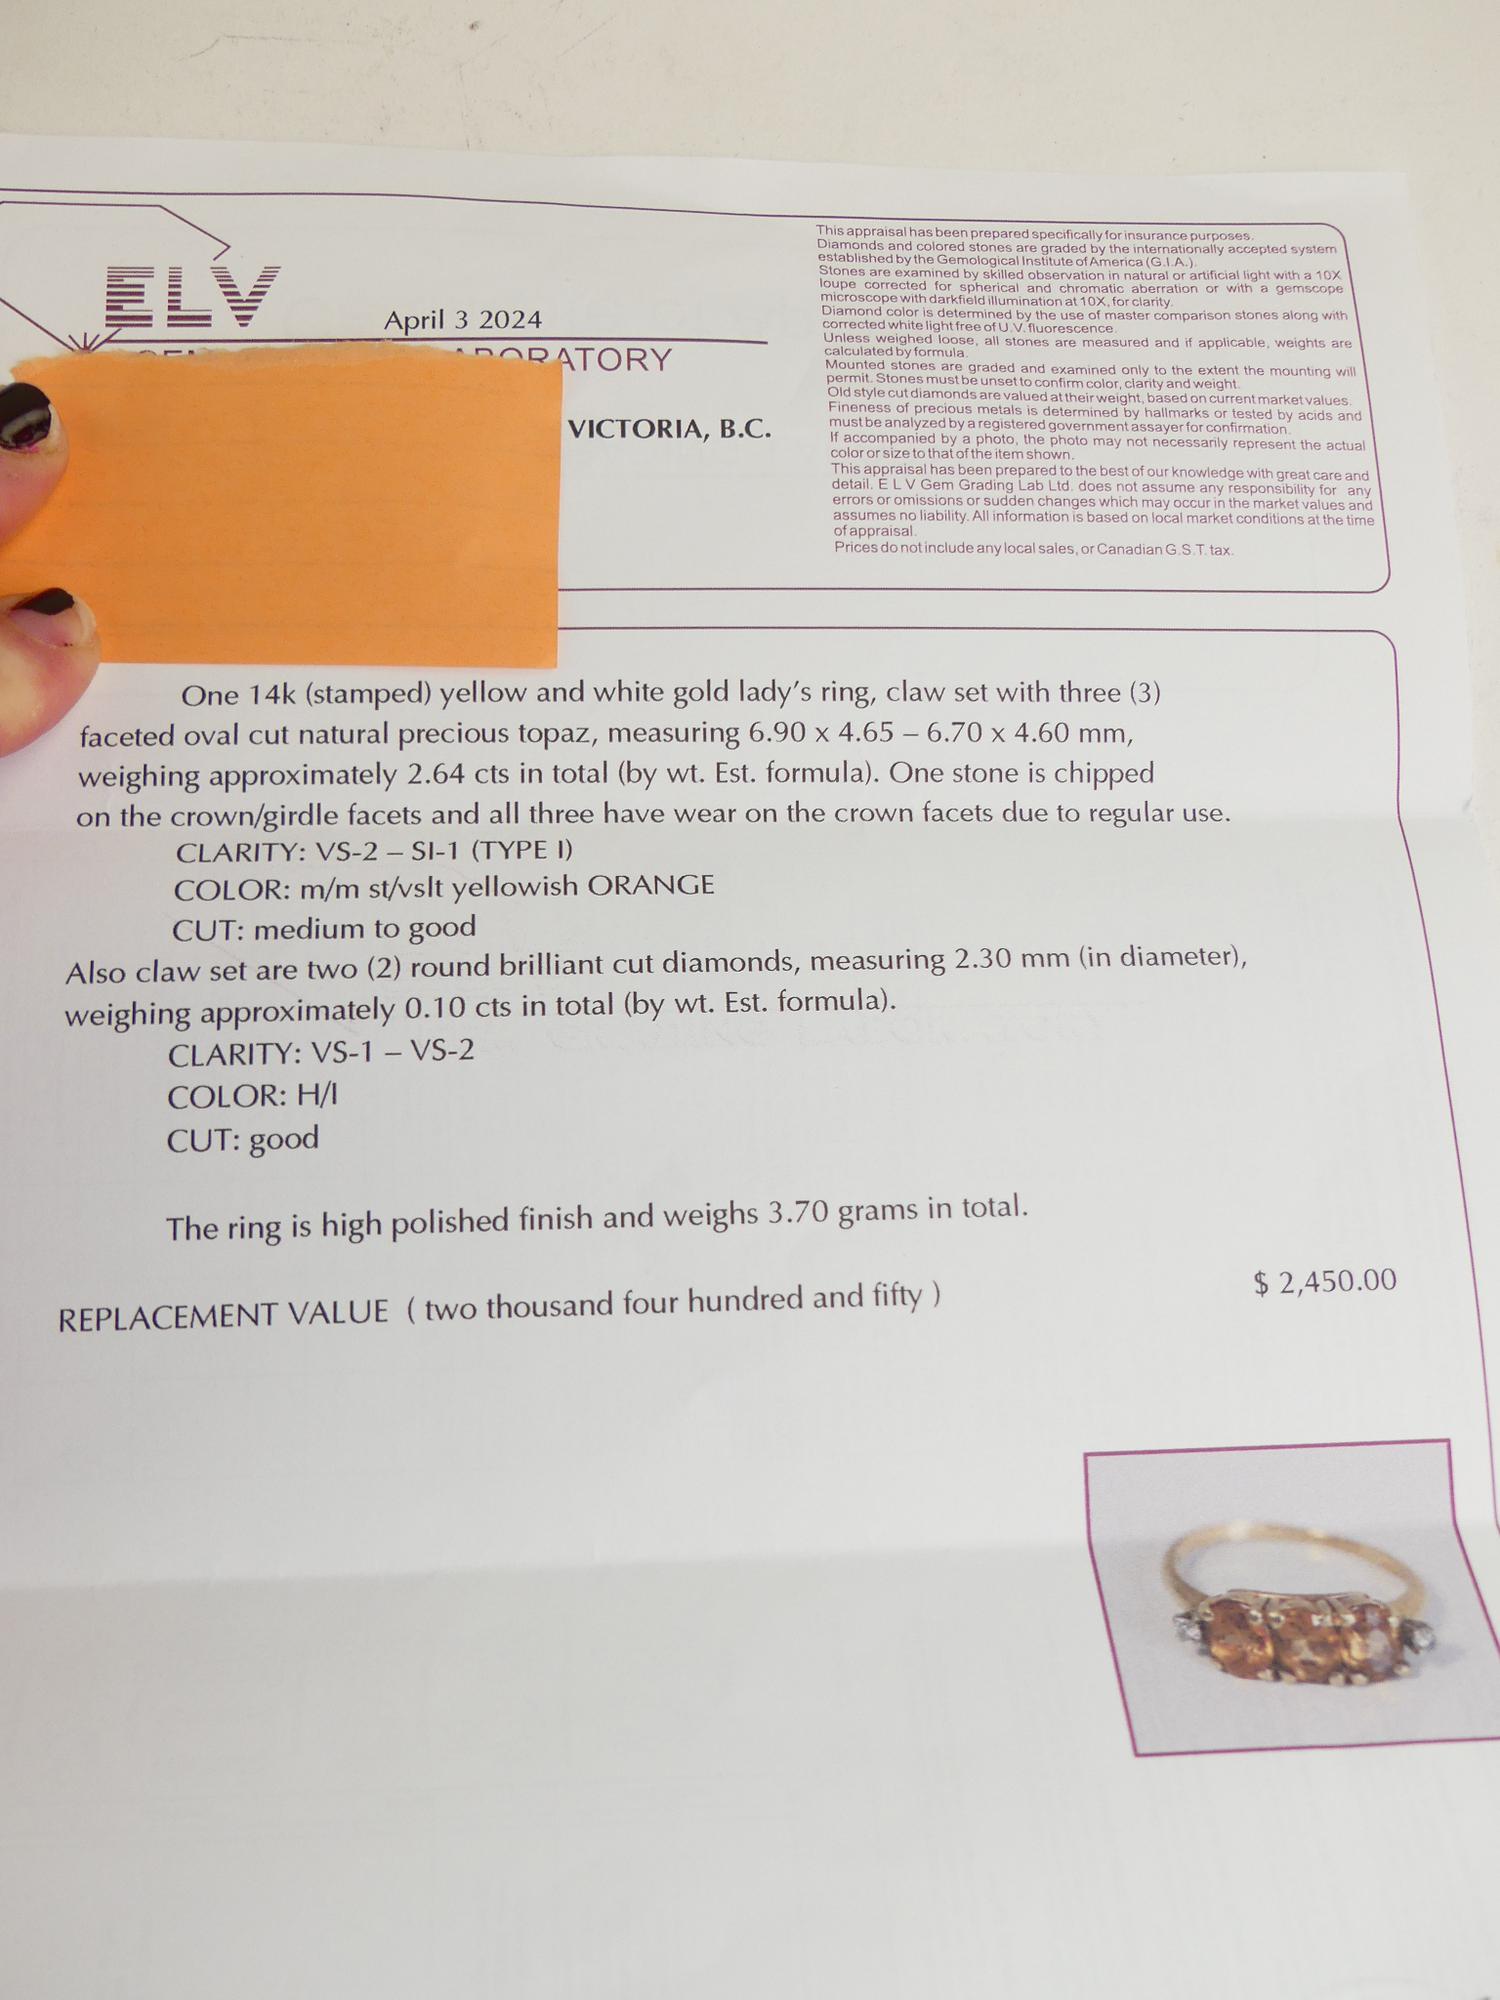 ELV
April 3 2024
ATORY
VICTORIA, B.C.
This appraisal has been prepared specifically for insurance purposes.
Diamonds and colored stones are graded by the internationally accepted system
established by the Gemological Institute of America (G.I.A.).
Stones are examined by skilled observation in natural or artificial light with a 10X
loupe corrected for spherical and chromatic aberration or with a gemscope
microscope with darkfield illumination at 10X, for clarity.
Diamond color is determined by the use of master comparison stones along with
corrected white light free of U.V. fluorescence.
Unless weighed loose, all stones are measured and if applicable, weights are
calculated by formula.
Mounted stones are graded and examined only to the extent the mounting will
permit. Stones must be unset to confirm color, clarity and weight.
Old style cut diamonds are valued at their weight, based on current market values.
Fineness of precious metals is determined by hallmarks or tested by acids and
must be analyzed by a registered government assayer for confirmation.
If accompanied by a photo, the photo may not necessarily represent the actual
color or size to that of the item shown.
This appraisal has been prepared to the best of our knowledge with great care and
detail. E L V Gem Grading Lab Ltd. does not assume any responsibility for any
errors or omissions or sudden changes which may occur in the market values and
assumes no liability. All information is based on local market conditions at the time
of appraisal.
Prices do not include any local sales, or Canadian G.S.T. tax.
One 14k (stamped) yellow and white gold lady's ring, claw set with three (3)
faceted oval cut natural precious topaz, measuring 6.90 x 4.65 – 6.70 x 4.60 mm,
weighing approximately 2.64 cts in total (by wt. Est. formula). One stone is chipped
on the crown/girdle facets and all three have wear on the crown facets due to regular use.
CLARITY: VS-2 – SI-1 (TYPE I)
COLOR: m/m st/vslt yellowish ORANGE
CUT: medium to good
Also claw set are two (2) round brilliant cut diamonds, measuring 2.30 mm (in diameter),
weighing approximately 0.10 cts in total (by wt. Est. formula).
CLARITY: VS-1 – VS-2
COLOR: H/I
CUT: good
The ring is high polished finish and weighs 3.70 grams in total.
REPLACEMENT VALUE ( two thousand four hundred and fifty ) $ 2,450.00